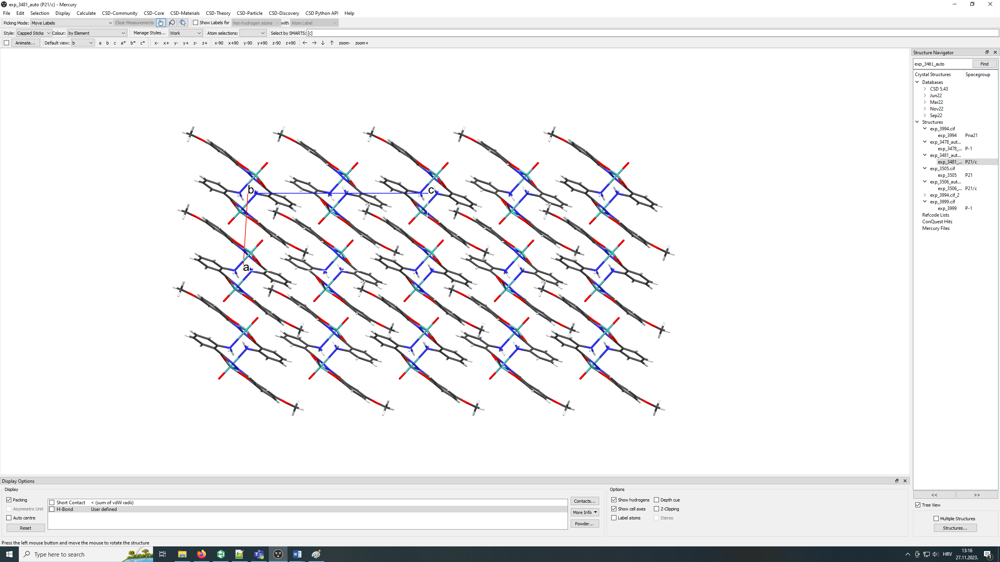 exp_3481_auto (P21/c) - Mercury
File Edit Selection Display Calculate CSD-Community CSD-Core CSD-Materials CSD-Theory CSD-Particle CSD-Discovery CSD Python API Help
Picking Mode: Move Labels Clear Measurements Show Labels for Non-hydrogen atoms with Atom Label
Style: Capped Sticks Colour: by Element Manage Styles... Work Atom selections: Select by SMARTS: [c]
Animate... Default view: b a b c a* b* c* x- x+ y- y+ z- z+ x-90 x+90 y-90 y+90 z-90 z+90 ← → ↓ ↑ zoom- zoom+
b
c
a
Structure Navigator
exp_3481_auto Find
Crystal Structures Spacegroup
Databases
CSD 5.43
Jun22
Mar22
Nov22
Sep22
Structures
exp_3994.cif
exp_3994 Pna21
exp_3478_aut...
exp_3478_... P-1
exp_3481_aut...
exp_3481_... P21/c
exp_3505.cif
exp_3505 P21
exp_3506_aut...
exp_3506_... P21/c
exp_3994.cif_2
exp_3999.cif
exp_3999 P-1
Refcode Lists
ConQuest Hits
Mercury Files
<< >>
Tree View
Multiple Structures
Structures...
Display Options
Display
Packing
Asymmetric Unit
Auto centre
Reset
Short Contact < (sum of vdW radii)
H-Bond User defined
Contacts...
More Info
Powder...
Options
Show hydrogens Depth cue
Show cell axes Z-Clipping
Label atoms Stereo
Press the left mouse button and move the mouse to rotate the structure
Type here to search
HRV
13:16
27.11.2023.
1